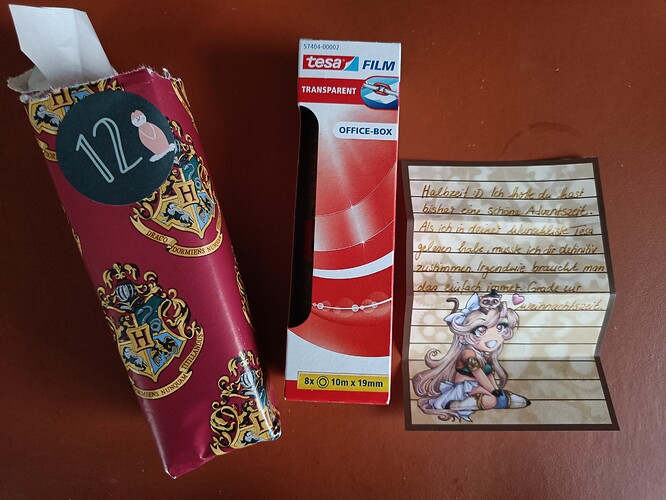 12
H
DRACO DORMIENS NUNQUAM
H
DORMIENS NUNQUAM TITILLANDUS
57404-00002
tesa FILM
TRANSPARENT
OFFICE-BOX
8x 10m x 19mm
Halbzeit :D Ich hoffe du hast
bisher eine schöne Adventszeit.
Als ich in deiner Wunschliste Tesa
gelesen habe, musste ich dir definitiv
zustimmen. Irgendwie braucht man
das einfach immer. Grade zur
Weihnachtszeit.